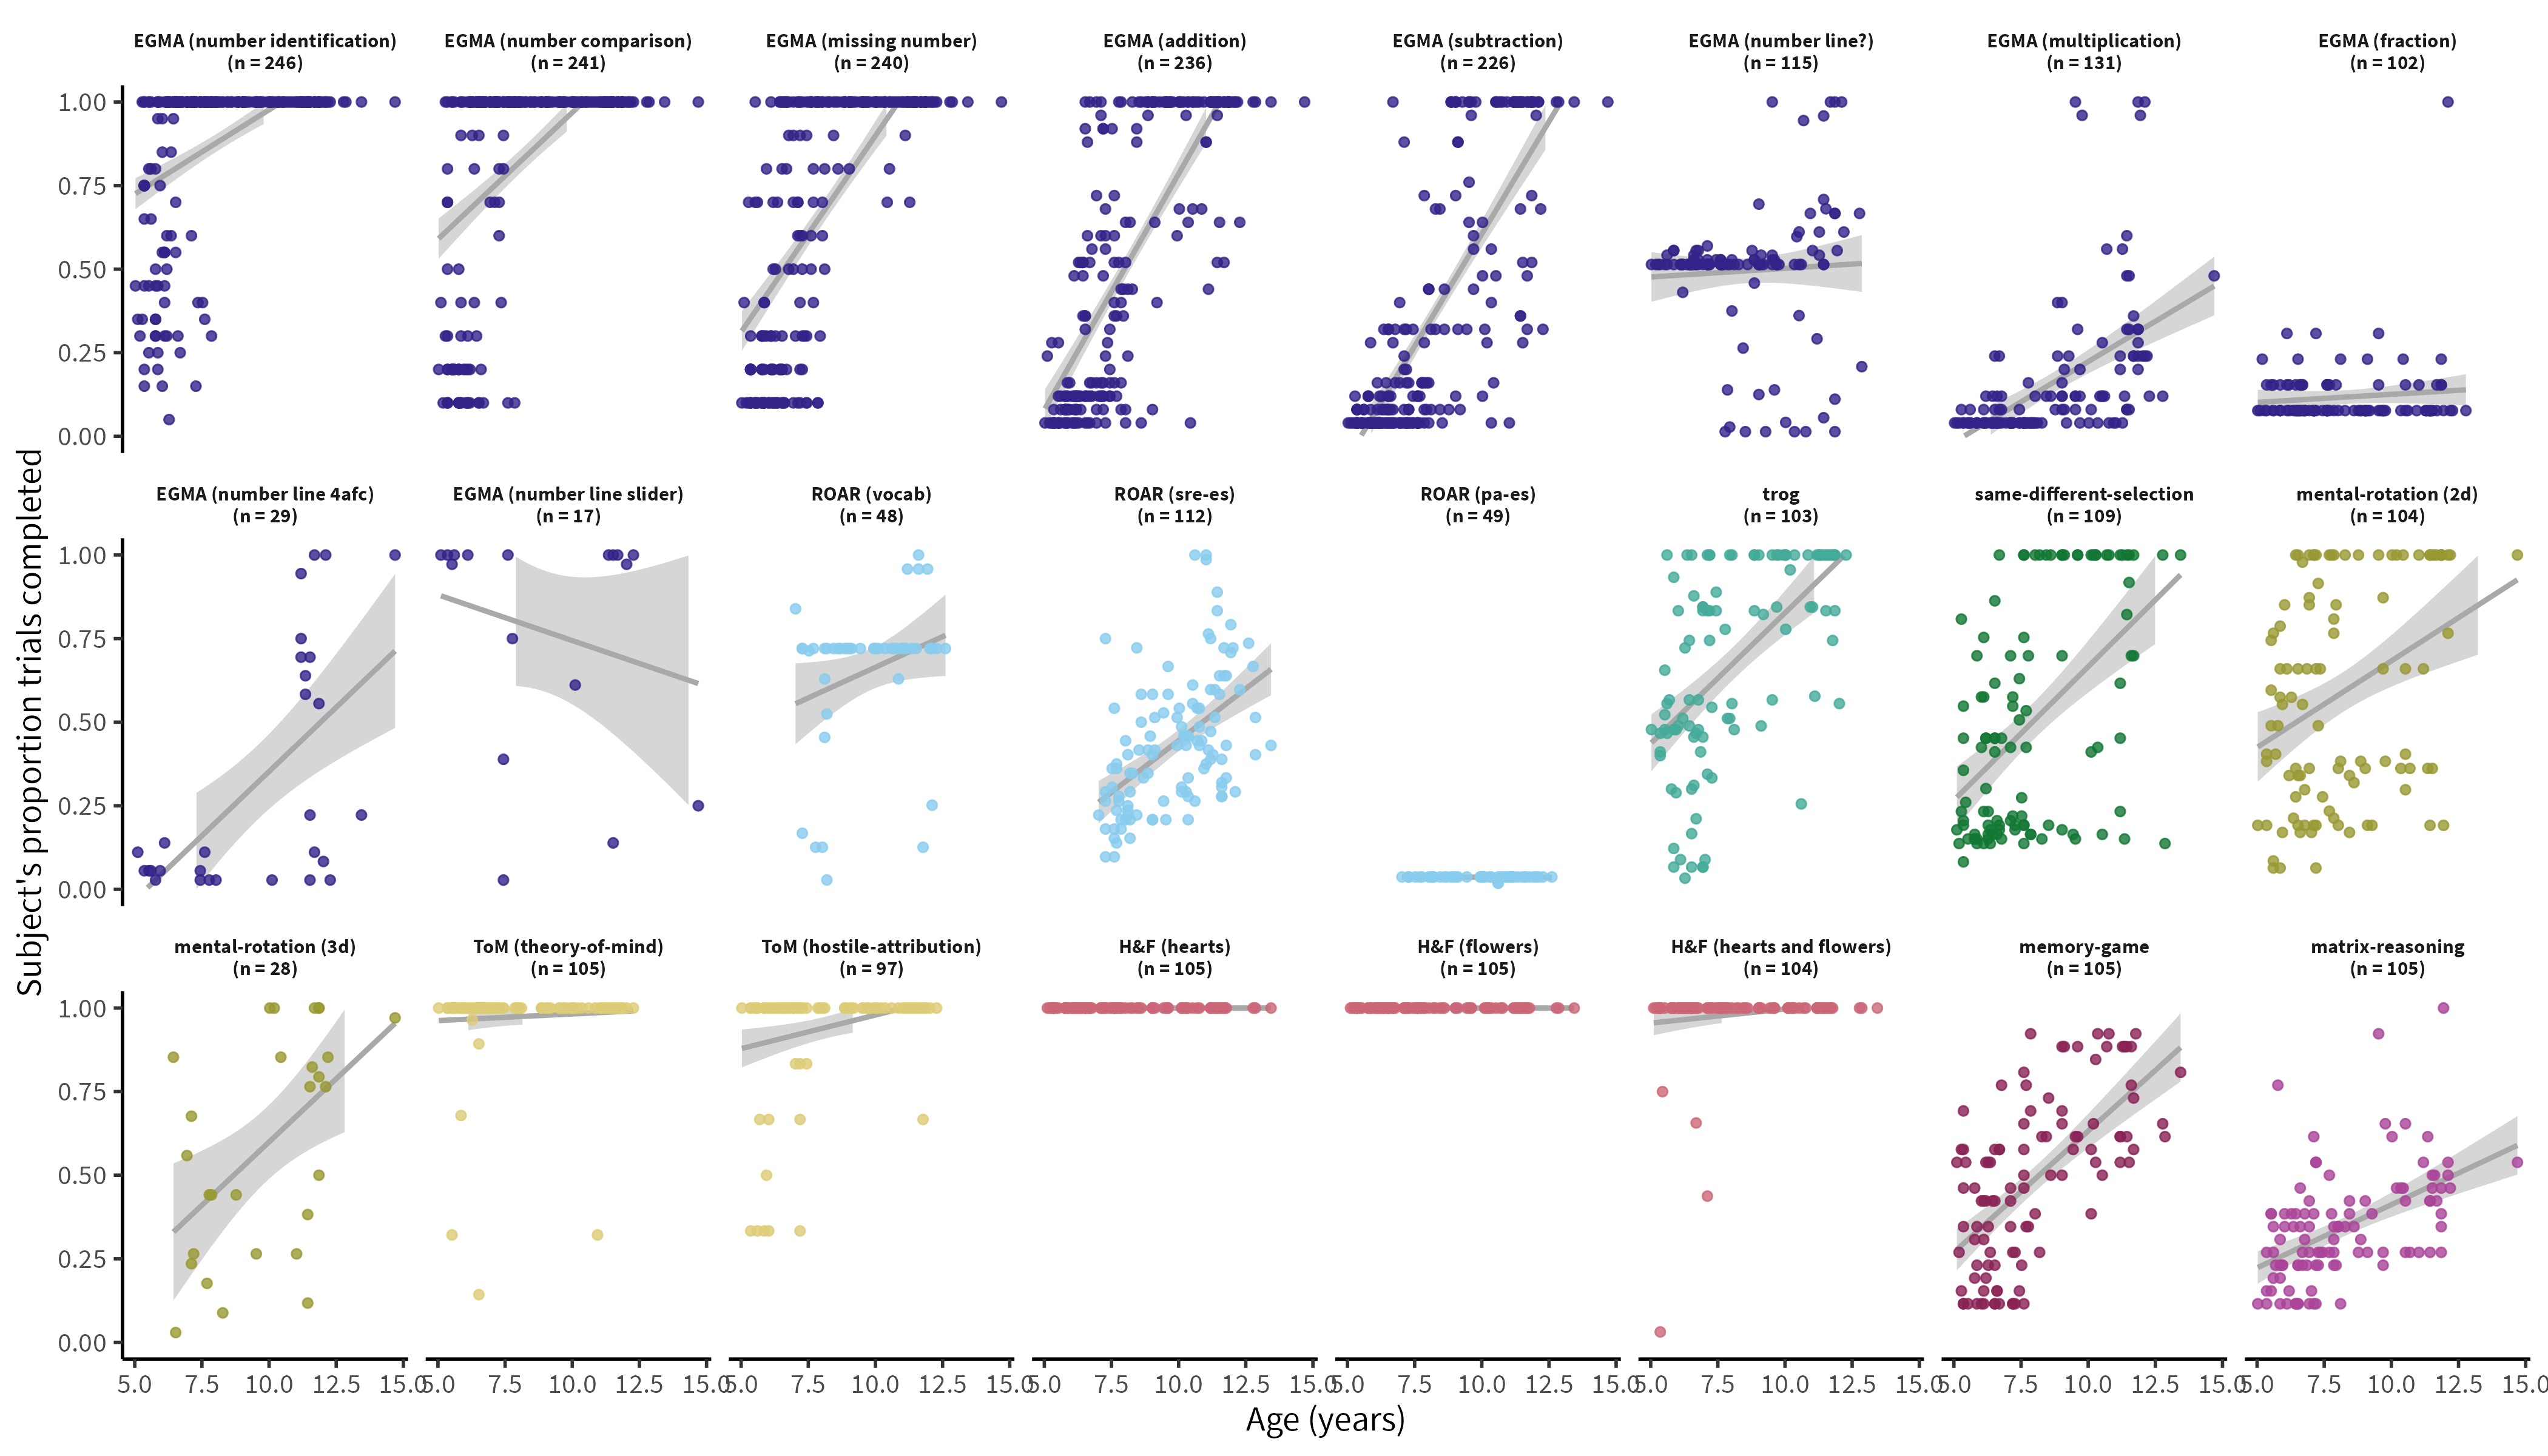 EGMA (number identification)
(n = 246)
EGMA (number comparison)
(n = 241)
EGMA (missing number)
(n = 240)
EGMA (addition)
(n = 236)
EGMA (subtraction)
(n = 226)
EGMA (number line?)
(n = 115)
EGMA (multiplication)
(n = 131)
EGMA (fraction)
(n = 102)
1.00
0.75
0.50
0.25
0.00
EGMA (number line 4afc)
(n = 29)
EGMA (number line slider)
(n = 17)
ROAR (vocab)
(n = 48)
ROAR (sre-es)
(n = 112)
ROAR (pa-es)
(n = 49)
trog
(n = 103)
same-different-selection
(n = 109)
mental-rotation (2d)
(n = 104)
1.00
0.75
0.50
0.25
0.00
mental-rotation (3d)
(n = 28)
ToM (theory-of-mind)
(n = 105)
ToM (hostile-attribution)
(n = 97)
H&F (hearts)
(n = 105)
H&F (flowers)
(n = 105)
H&F (hearts and flowers)
(n = 104)
memory-game
(n = 105)
matrix-reasoning
(n = 105)
1.00
0.75
0.50
0.25
0.00
5.0 7.5 10.0 12.5 15.0
5.0 7.5 10.0 12.5 15.0
5.0 7.5 10.0 12.5 15.0
5.0 7.5 10.0 12.5 15.0
5.0 7.5 10.0 12.5 15.0
5.0 7.5 10.0 12.5 15.0
5.0 7.5 10.0 12.5 15.0
5.0 7.5 10.0 12.5 15.0
Age (years)
Subject's proportion trials completed